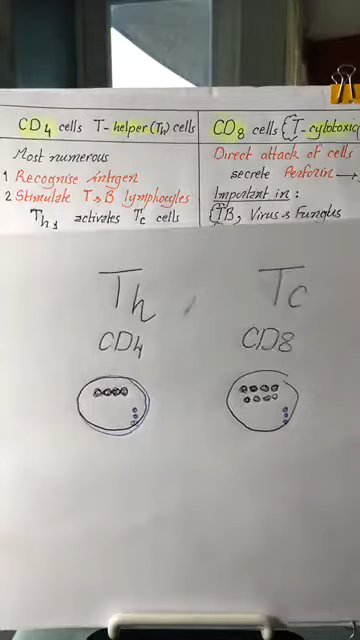 CD4 cells T-helper (Th) cells
Most numerous
1 Recognise antigen
2 Stimulate T & B lymphocytes
Th1 activates Tc cells
CD8 cells {T-cytotoxic
Direct attack of cells
secrete Perforin →
Important in :
{TB, Virus & Fungus
Th , Tc
CD4 CD8